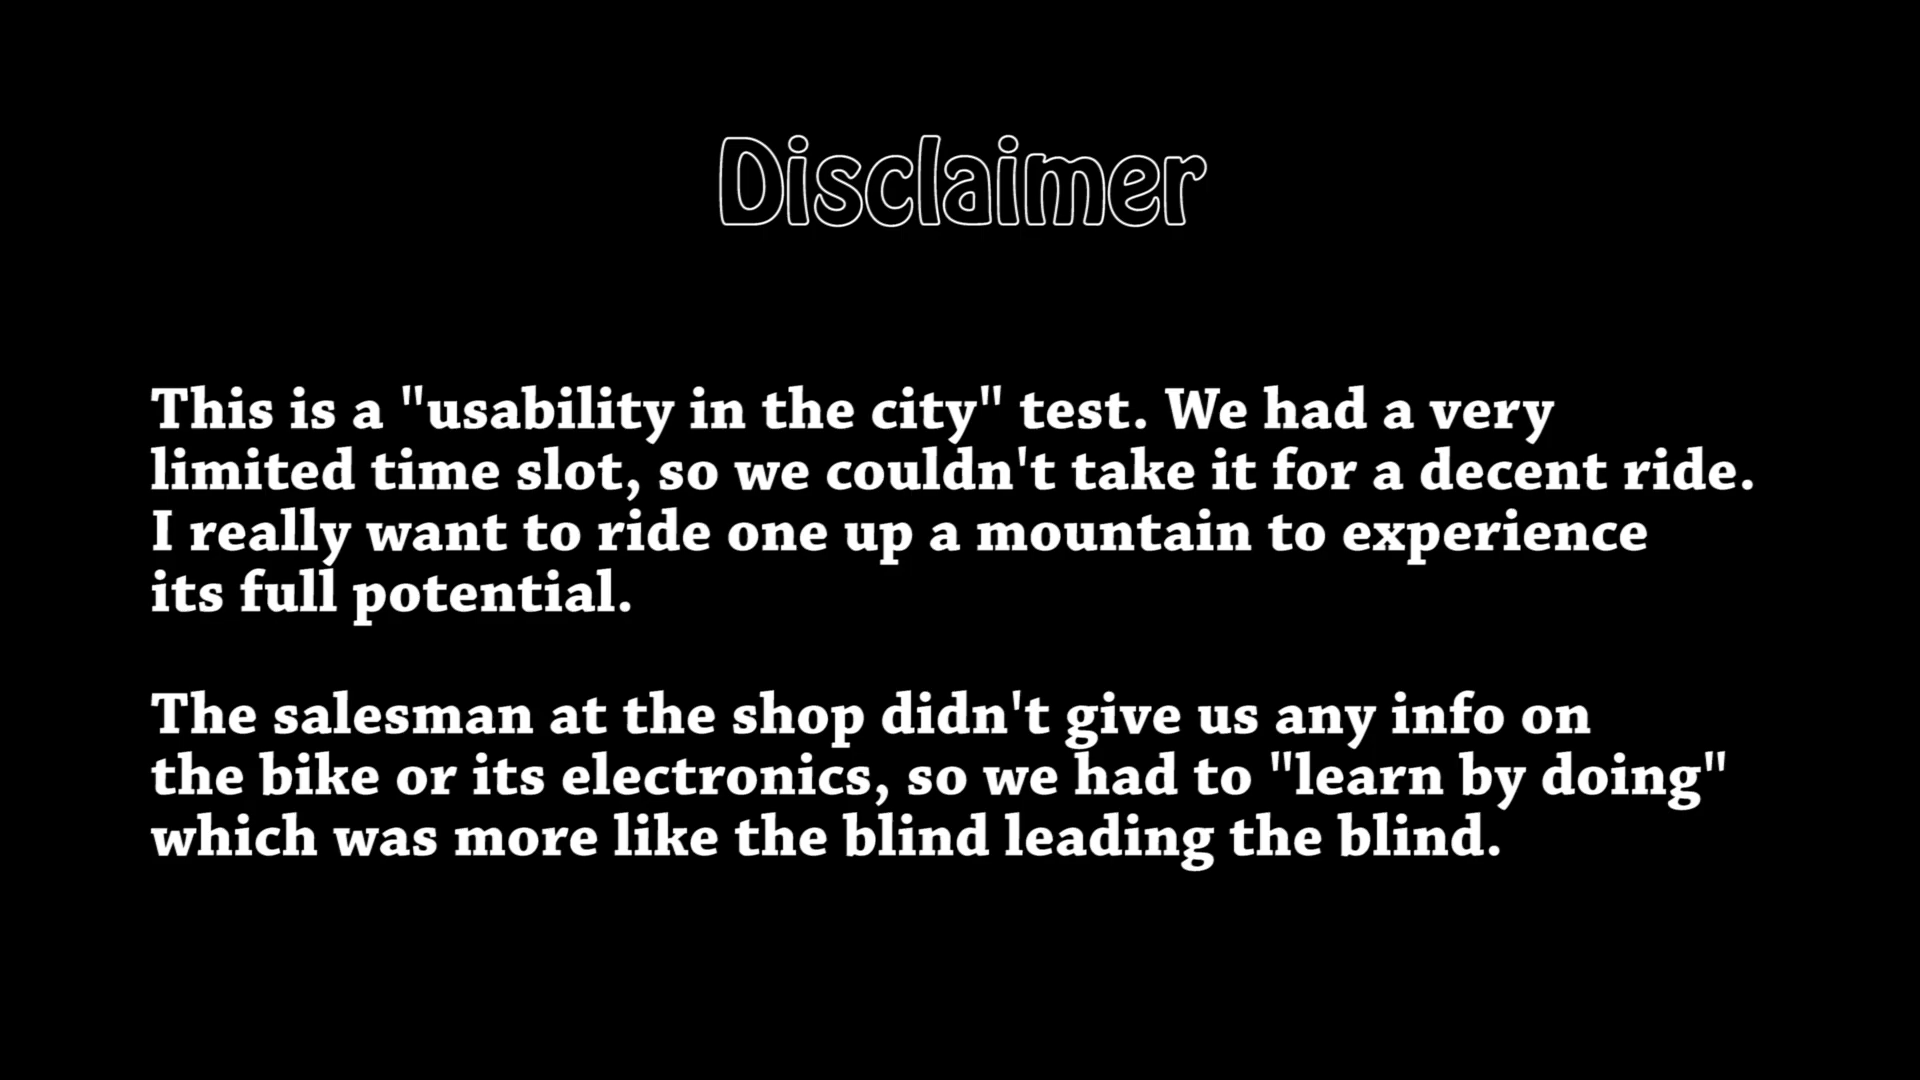 Disclaimer
This is a "usability in the city" test. We had a very
limited time slot, so we couldn't take it for a decent ride.
I really want to ride one up a mountain to experience
its full potential.
The salesman at the shop didn't give us any info on
the bike or its electronics, so we had to "learn by doing"
which was more like the blind leading the blind.